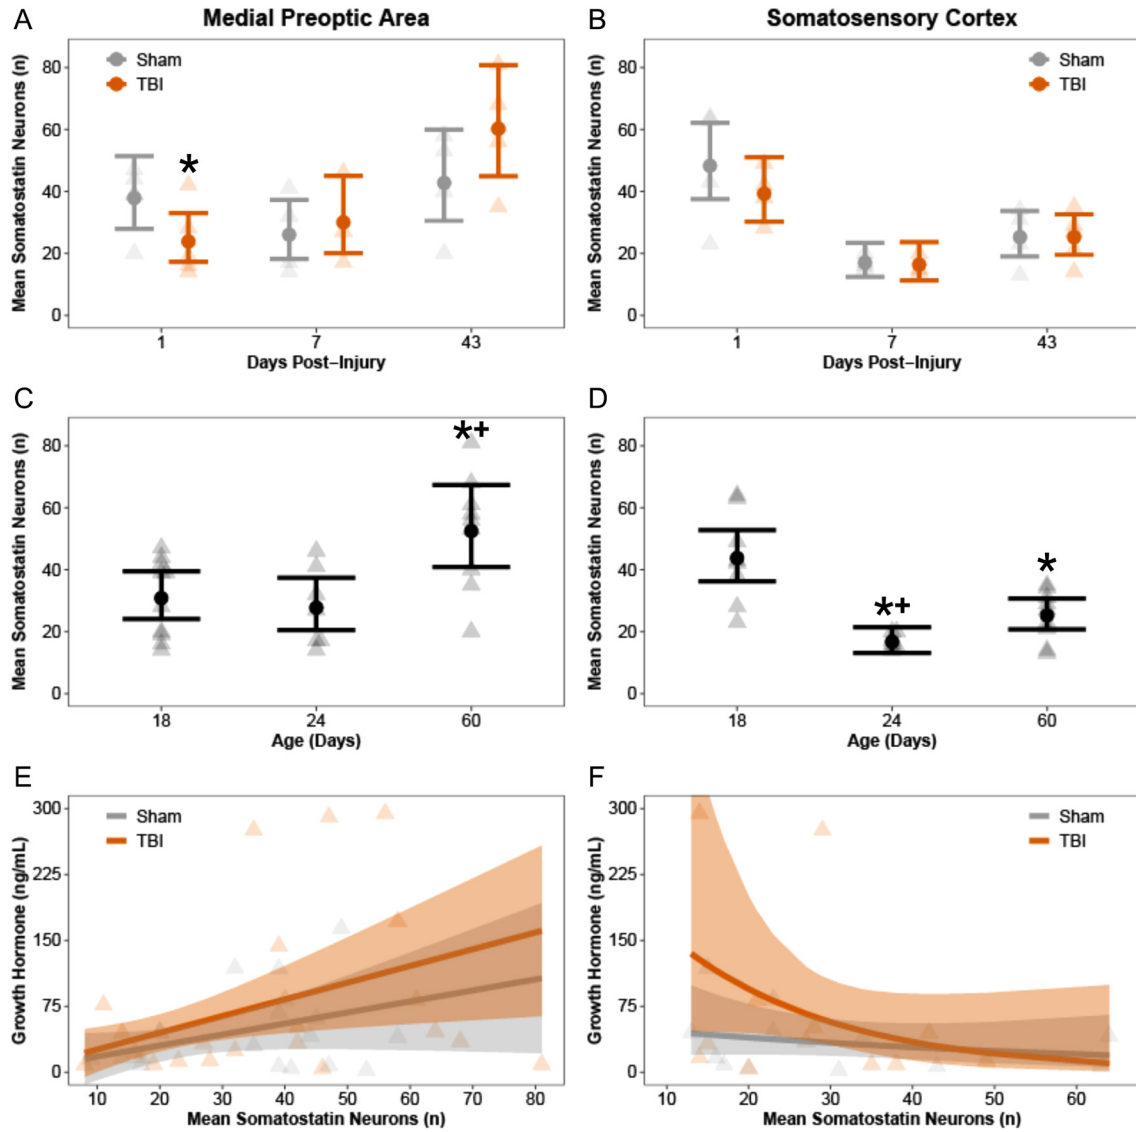 A
Medial Preoptic Area
Mean Somatostatin Neurons (n)
80
60
40
20
0
Sham
TBI
*
1
7
43
Days Post–Injury
B
Somatosensory Cortex
Mean Somatostatin Neurons (n)
80
60
40
20
0
Sham
TBI
1
7
43
Days Post–Injury
C
Mean Somatostatin Neurons (n)
80
60
40
20
0
*+
18
24
60
Age (Days)
D
Mean Somatostatin Neurons (n)
80
60
40
20
0
*+
*
18
24
60
Age (Days)
E
Growth Hormone (ng/mL)
300
225
150
75
0
Sham
TBI
10
20
30
40
50
60
70
80
Mean Somatostatin Neurons (n)
F
Growth Hormone (ng/mL)
300
225
150
75
0
Sham
TBI
10
20
30
40
50
60
Mean Somatostatin Neurons (n)